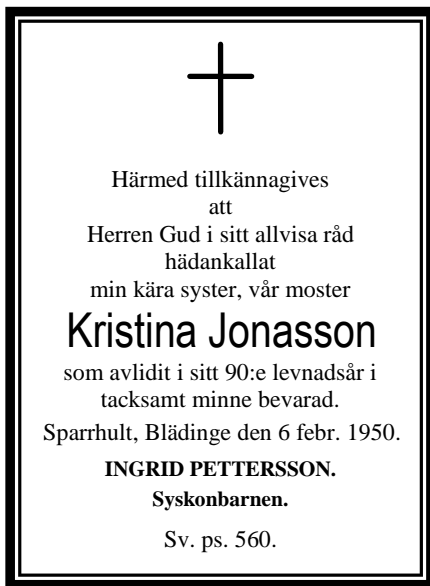 Härmed tillkännagives
att
Herren Gud i sitt allvisa råd
hädankallat
min kära syster, vår moster
Kristina Jonasson
som avlidit i sitt 90:e levnadsår i
tacksamt minne bevarad.
Sparrhult, Blädinge den 6 febr. 1950.
INGRID PETTERSSON.
Syskonbarnen.
Sv. ps. 560.